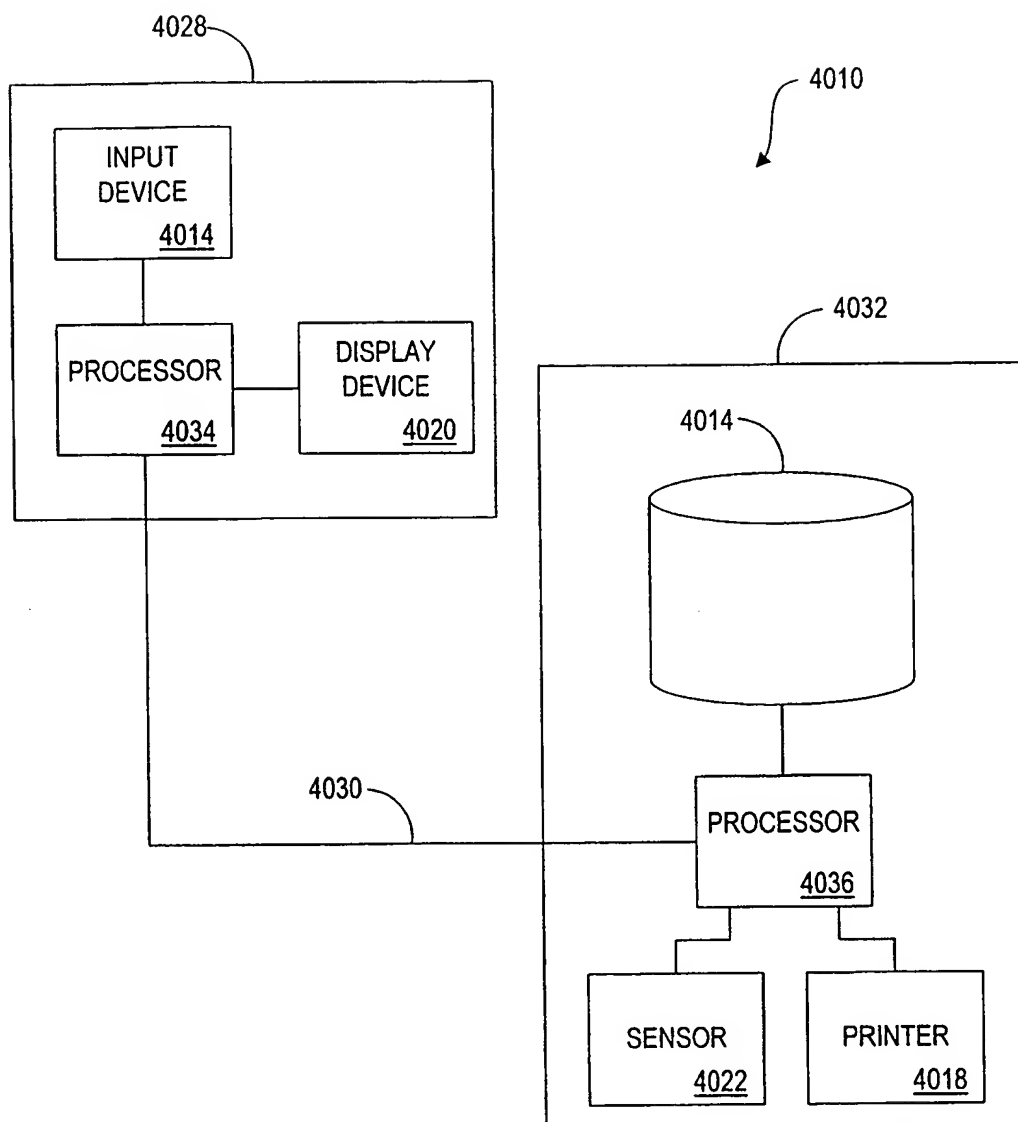 4028
4010
INPUT
DEVICE
4014
4032
PROCESSOR
4034
DISPLAY
DEVICE
4020
4014
4030
PROCESSOR
4036
SENSOR
4022
PRINTER
4018